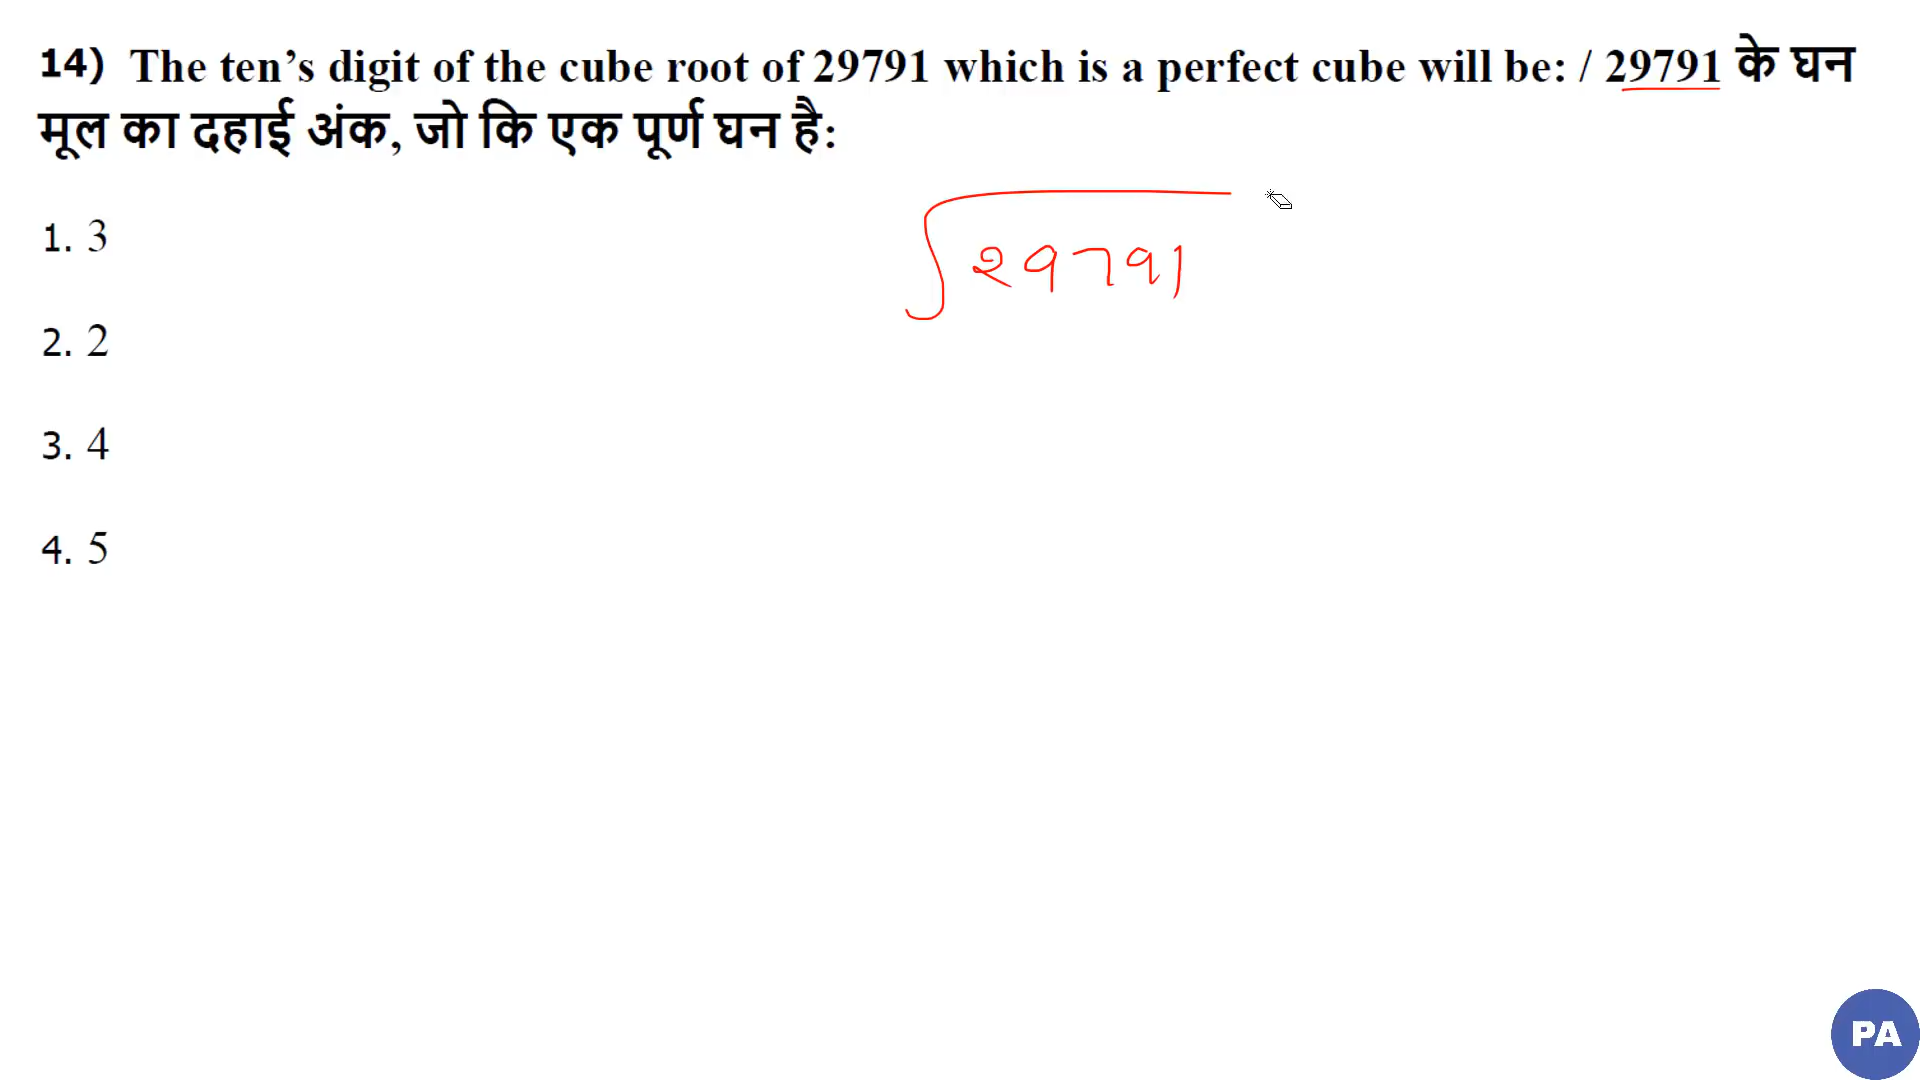 14) The ten’s digit of the cube root of 29791 which is a perfect cube will be: / 29791 के घन
मूल का दहाई अंक, जो कि एक पूर्ण घन है:
29791
1. 3
2. 2
3. 4
4. 5
PA